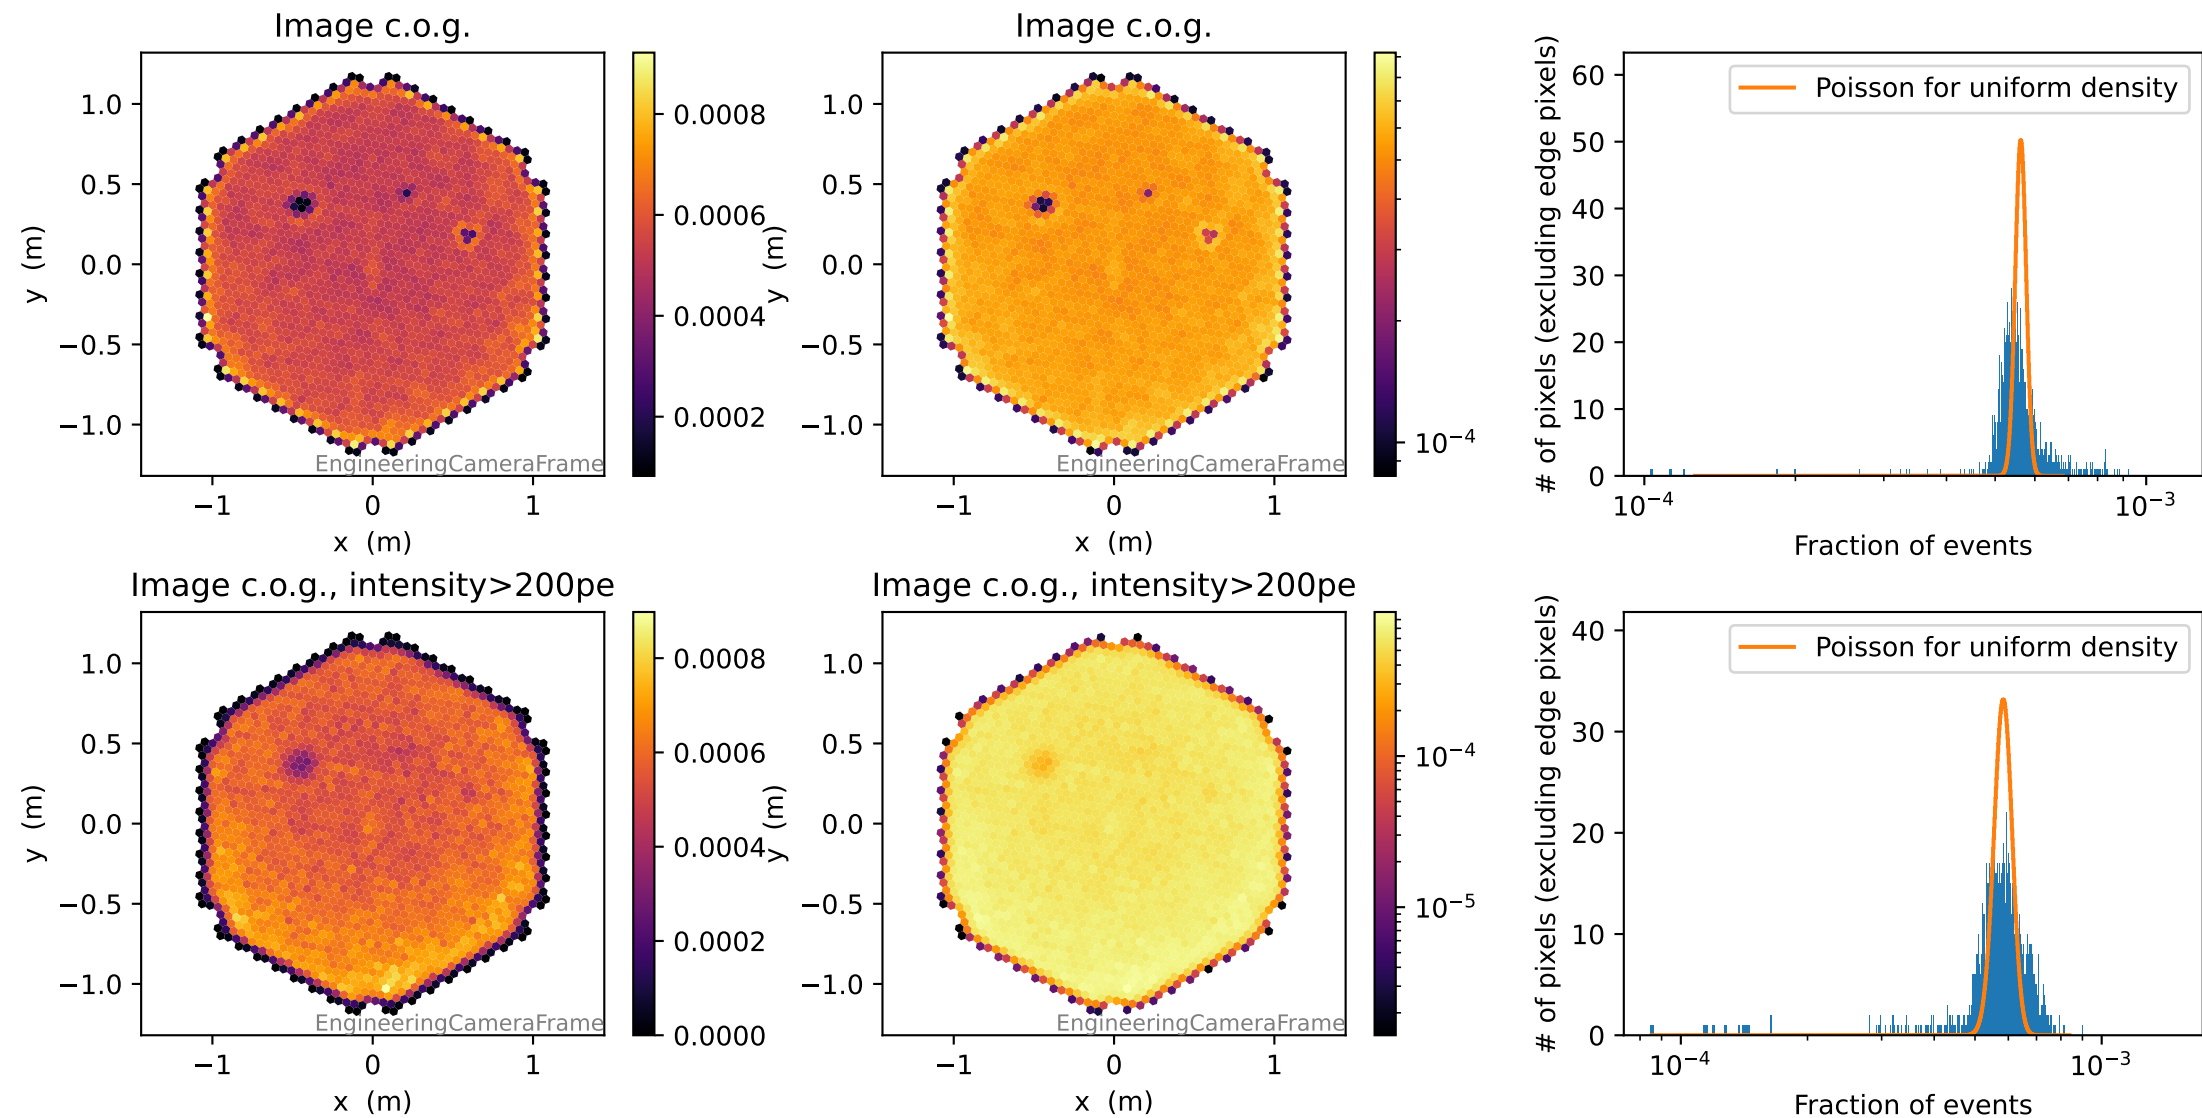 Image c.o.g.
1.0
0.5
0.0
−0.5
−1.0
y (m)
−1 0 1
x (m)
EngineeringCameraFrame
0.0008
0.0006
0.0004
0.0002
Image c.o.g.
1.0
0.5
0.0
−0.5
−1.0
y (m)
−1 0 1
x (m)
EngineeringCameraFrame
10−4
60
50
40
30
20
10
0
# of pixels (excluding edge pixels)
Poisson for uniform density
10−4 10−3
Fraction of events
Image c.o.g., intensity>200pe
1.0
0.5
0.0
−0.5
−1.0
y (m)
−1 0 1
x (m)
EngineeringCameraFrame
0.0008
0.0006
0.0004
0.0002
0.0000
Image c.o.g., intensity>200pe
1.0
0.5
0.0
−0.5
−1.0
y (m)
−1 0 1
x (m)
EngineeringCameraFrame
10−4
10−5
40
30
20
10
0
# of pixels (excluding edge pixels)
Poisson for uniform density
10−4 10−3
Fraction of events